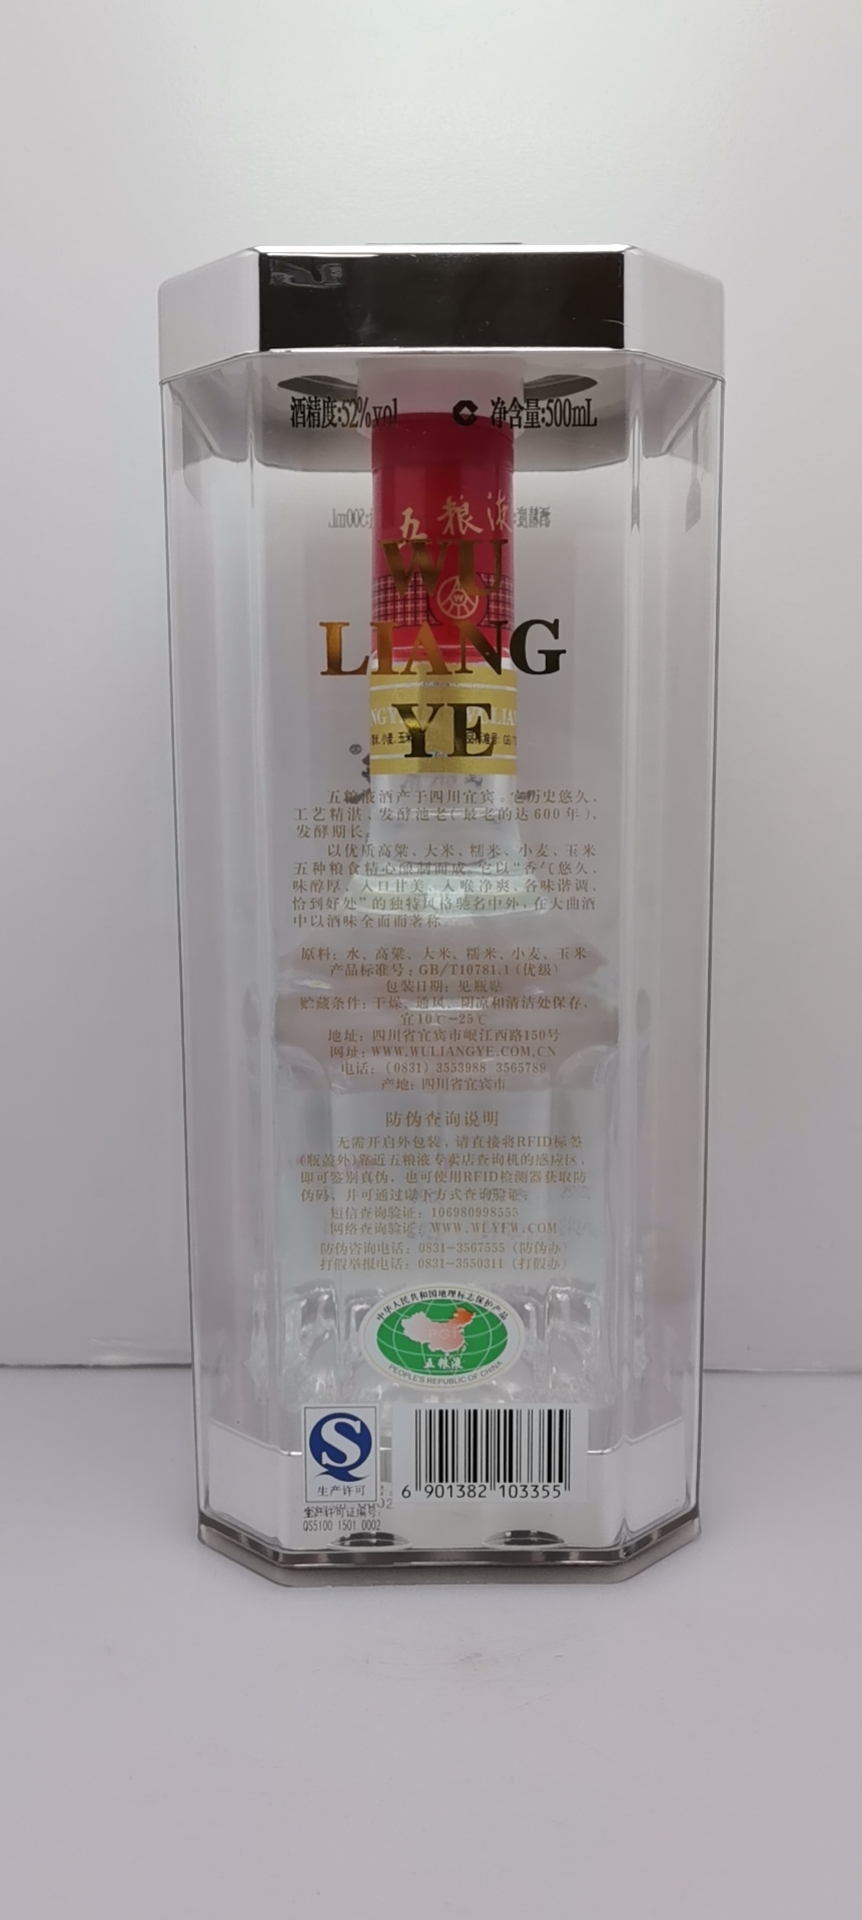 酒精度:52%vol 净含量:500mL
五粮液
WU
LIANG
YE
五粮液酒产于四川宜宾。它历史悠久、
工艺精湛、发酵池老(最老的达600年)、
发酵期长。
以优质高粱、大米、糯米、小麦、玉米
五种粮食精心酿制而成。它以“香气悠久、
味醇厚、入口甘美、入喉净爽、各味谐调、
恰到好处”的独特风格驰名中外,在大曲酒
中以酒味全面而著称。
原料:水、高粱、大米、糯米、小麦、玉米
产品标准号:GB/T10781.1(优级)
包装日期:见瓶贴
贮藏条件:干燥、通风、阴凉和清洁处保存,
宜10℃-25℃
地址:四川省宜宾市岷江西路150号
网址:WWW.WULIANGYE.COM.CN
电话:(0831) 3553988 3565789
产地:四川省宜宾市
防伪查询说明
无需开启外包装,请直接将RFID标签
(瓶盖外)靠近五粮液专卖店查询机的感应区,
即可鉴别真伪,也可使用RFID检测器获取防
伪码,并可通过以下方式查询验证:
短信查询验证:106980998555
网络查询验证:WWW.WLYFW.COM
防伪咨询电话:0831-3567555(防伪办)
打假举报电话:0831-3550311(打假办)
中华人民共和国地理标志保护产品
PGI
五粮液
PEOPLE'S REPUBLIC OF CHINA
生产许可
生产许可证编号:
QS5100 1501 0002
6 901382 103355